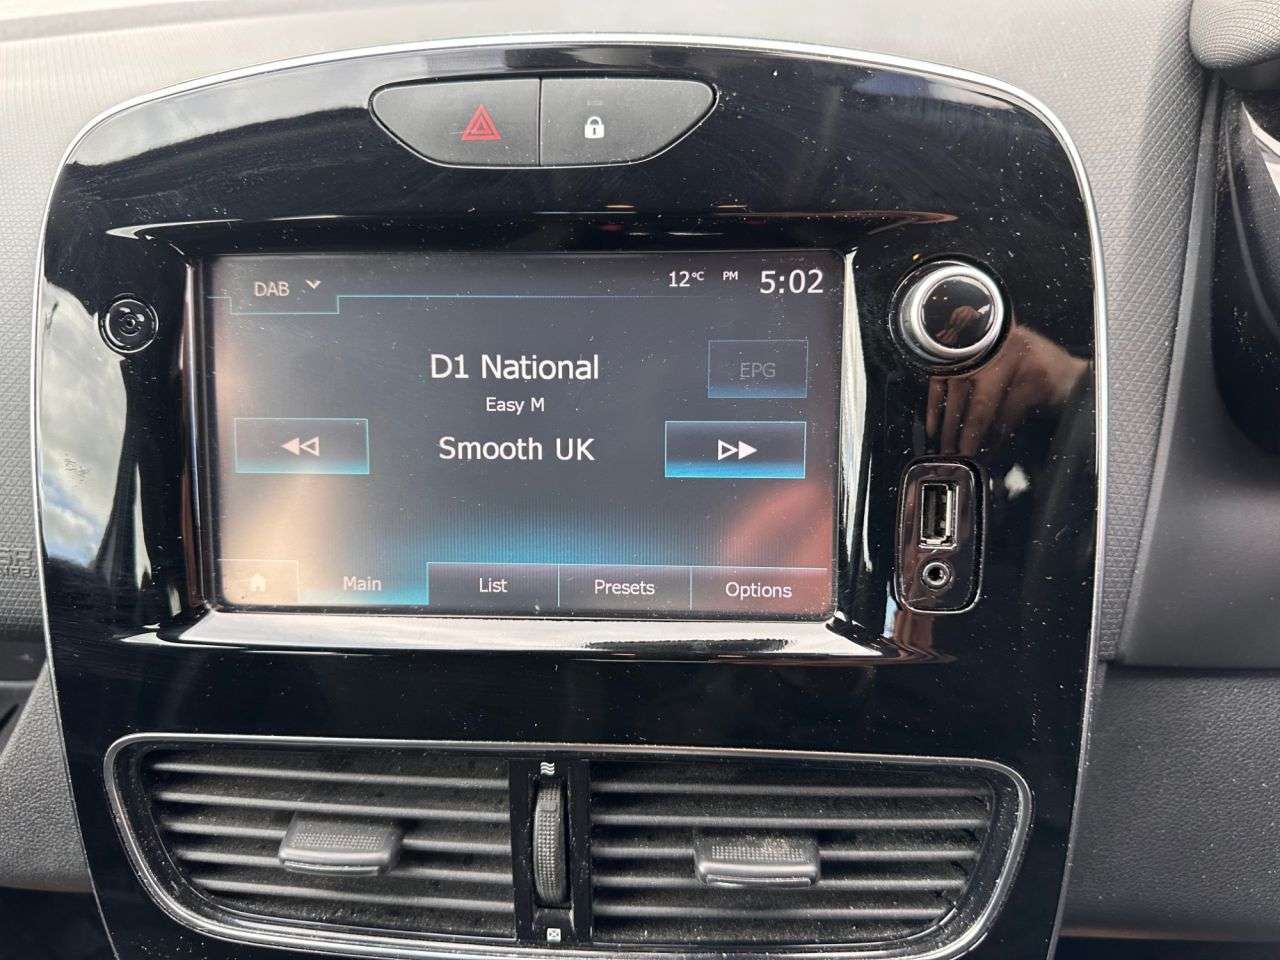 DAB
12°C PM 5:02
D1 National
EPG
Easy M
Smooth UK
Main List Presets Options